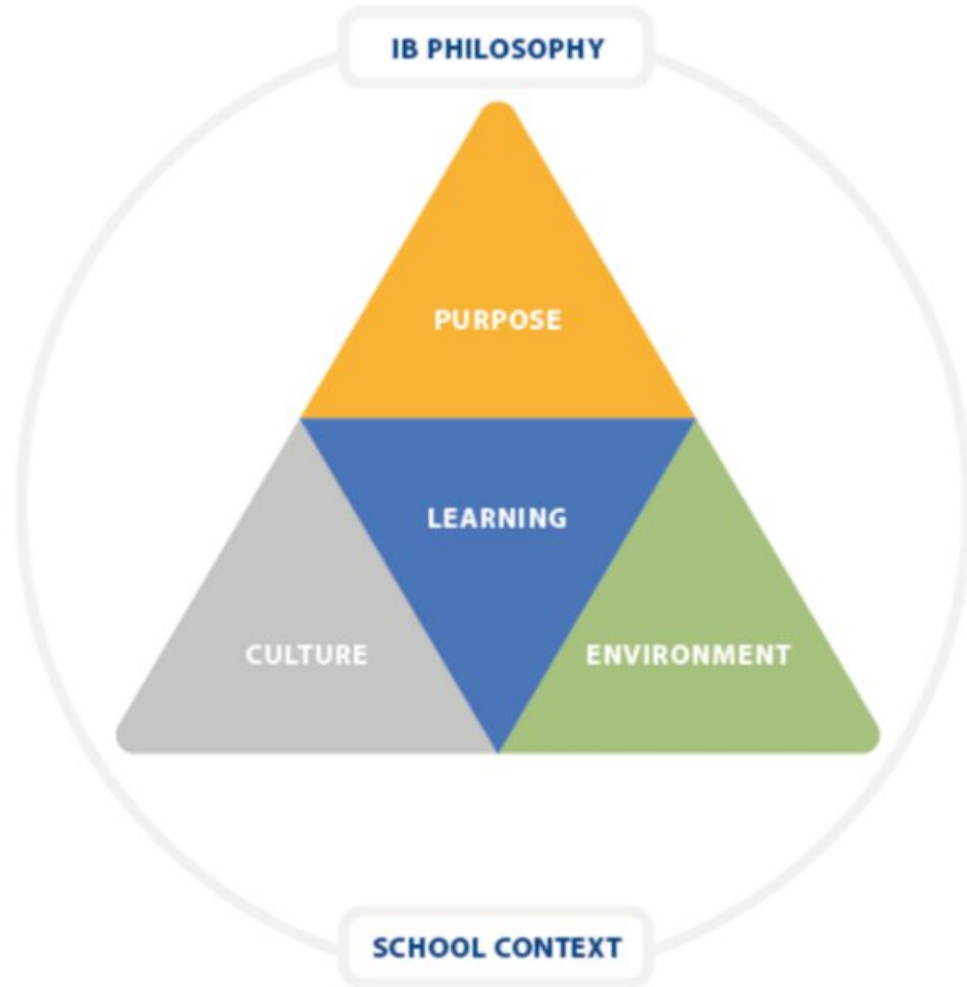 IB PHILOSOPHY
PURPOSE
LEARNING
CULTURE
ENVIRONMENT
SCHOOL CONTEXT